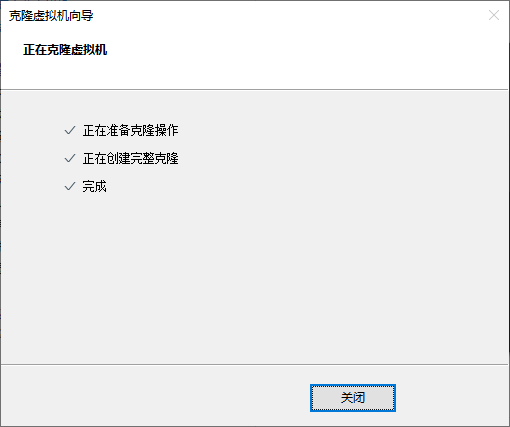 克隆虚拟机向导
正在克隆虚拟机
正在准备克隆操作
正在创建完整克隆
完成
关闭